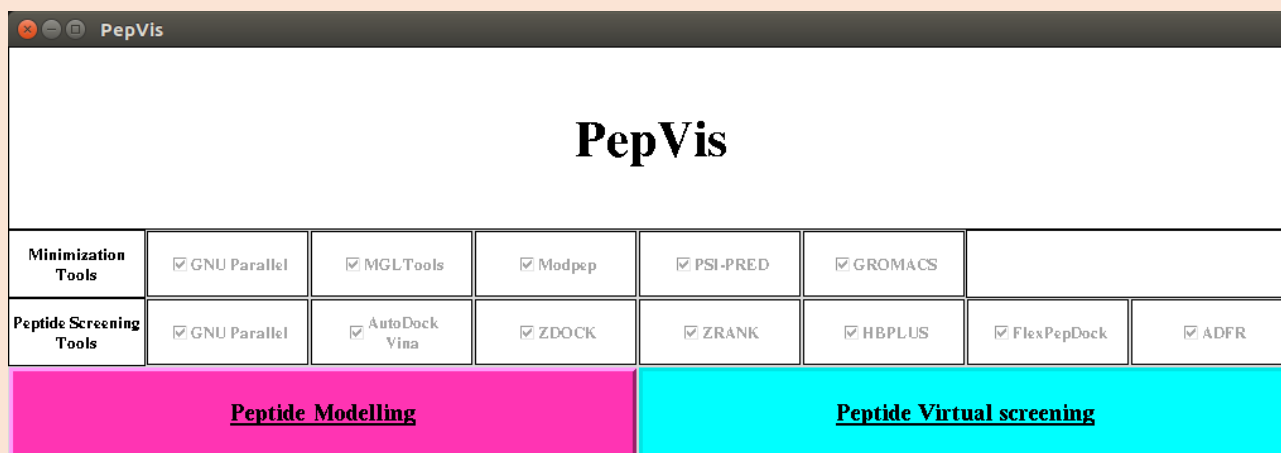 PepVis
PepVis
Minimization
Tools
GNU Parallel
MGLTools
Modpep
PSI-PRED
GROMACS
Peptide Screening
Tools
GNU Parallel
AutoDock
Vina
ZDOCK
ZRANK
HBPLUS
FlexPepDock
ADFR
Peptide Modelling
Peptide Virtual screening